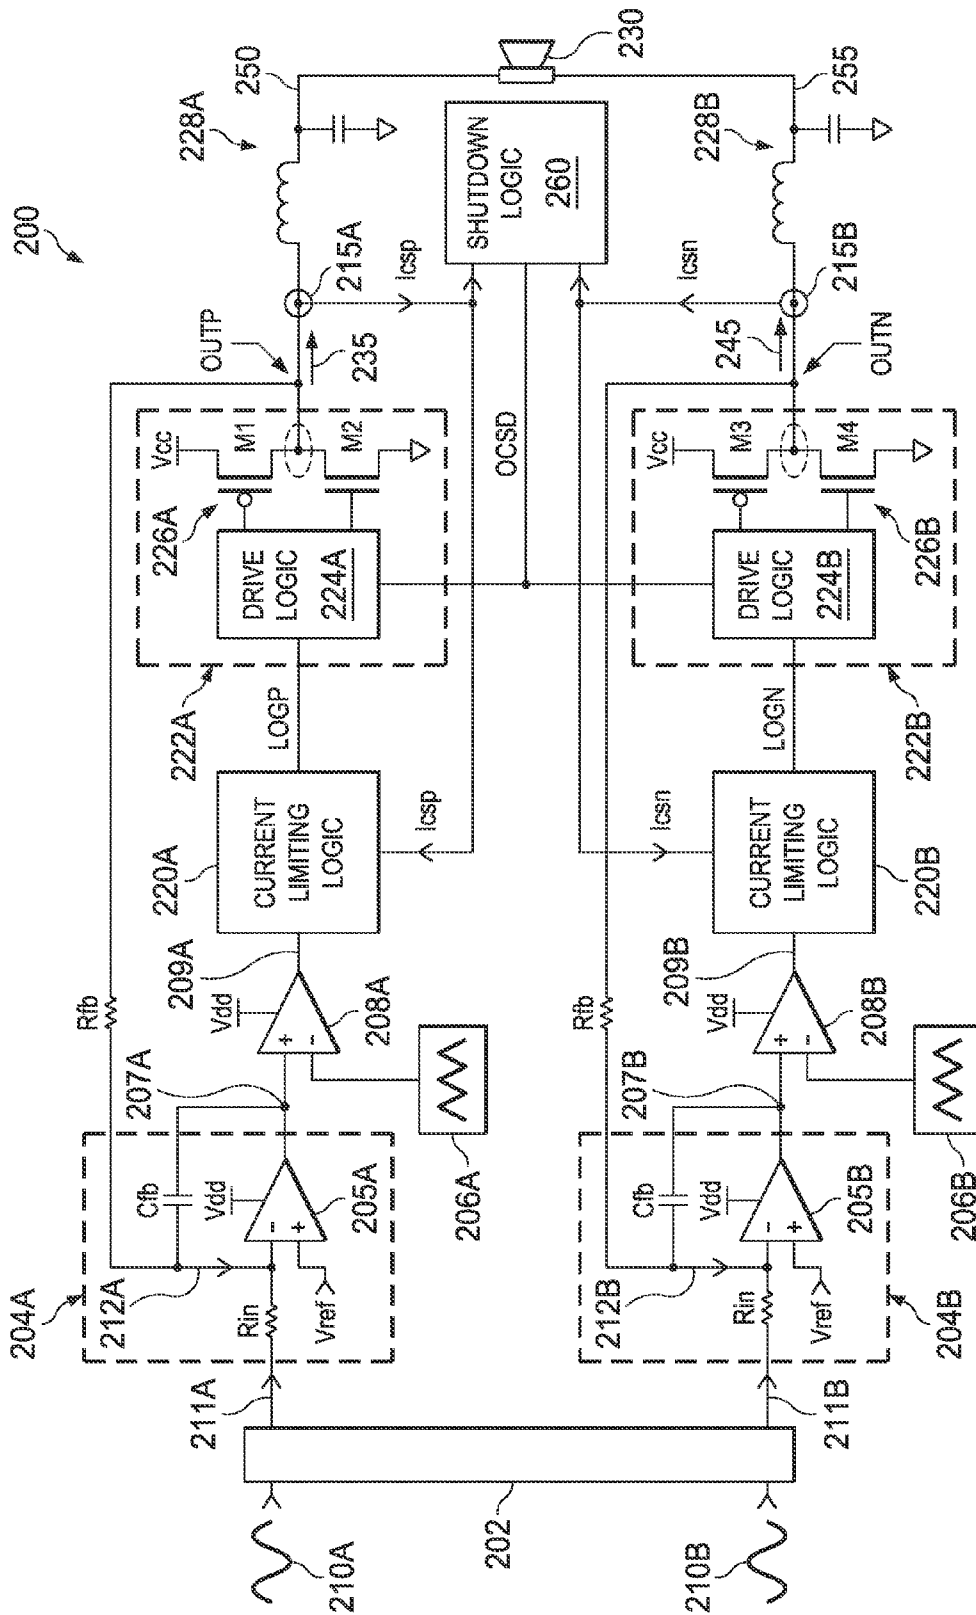 200
204A
212A
211A
Rin
Vref
Cfb
Vdd
-
+
205A
206A
207A
Rfb
Vdd
+
-
208A
209A
220A
CURRENT
LIMITING
LOGIC
Icsp
LOGP
222A
DRIVE
LOGIC
224A
226A
Vcc
M1
M2
OUTP
235
215A
Icsp
228A
250
230
210A
202
210B
OCSD
SHUTDOWN
LOGIC
260
204B
212B
211B
Rin
Vref
Cfb
Vdd
-
+
205B
206B
207B
Rfb
Vdd
+
-
208B
209B
220B
CURRENT
LIMITING
LOGIC
Icsn
LOGN
222B
DRIVE
LOGIC
224B
226B
Vcc
M3
M4
OUTN
245
215B
Icsn
228B
255